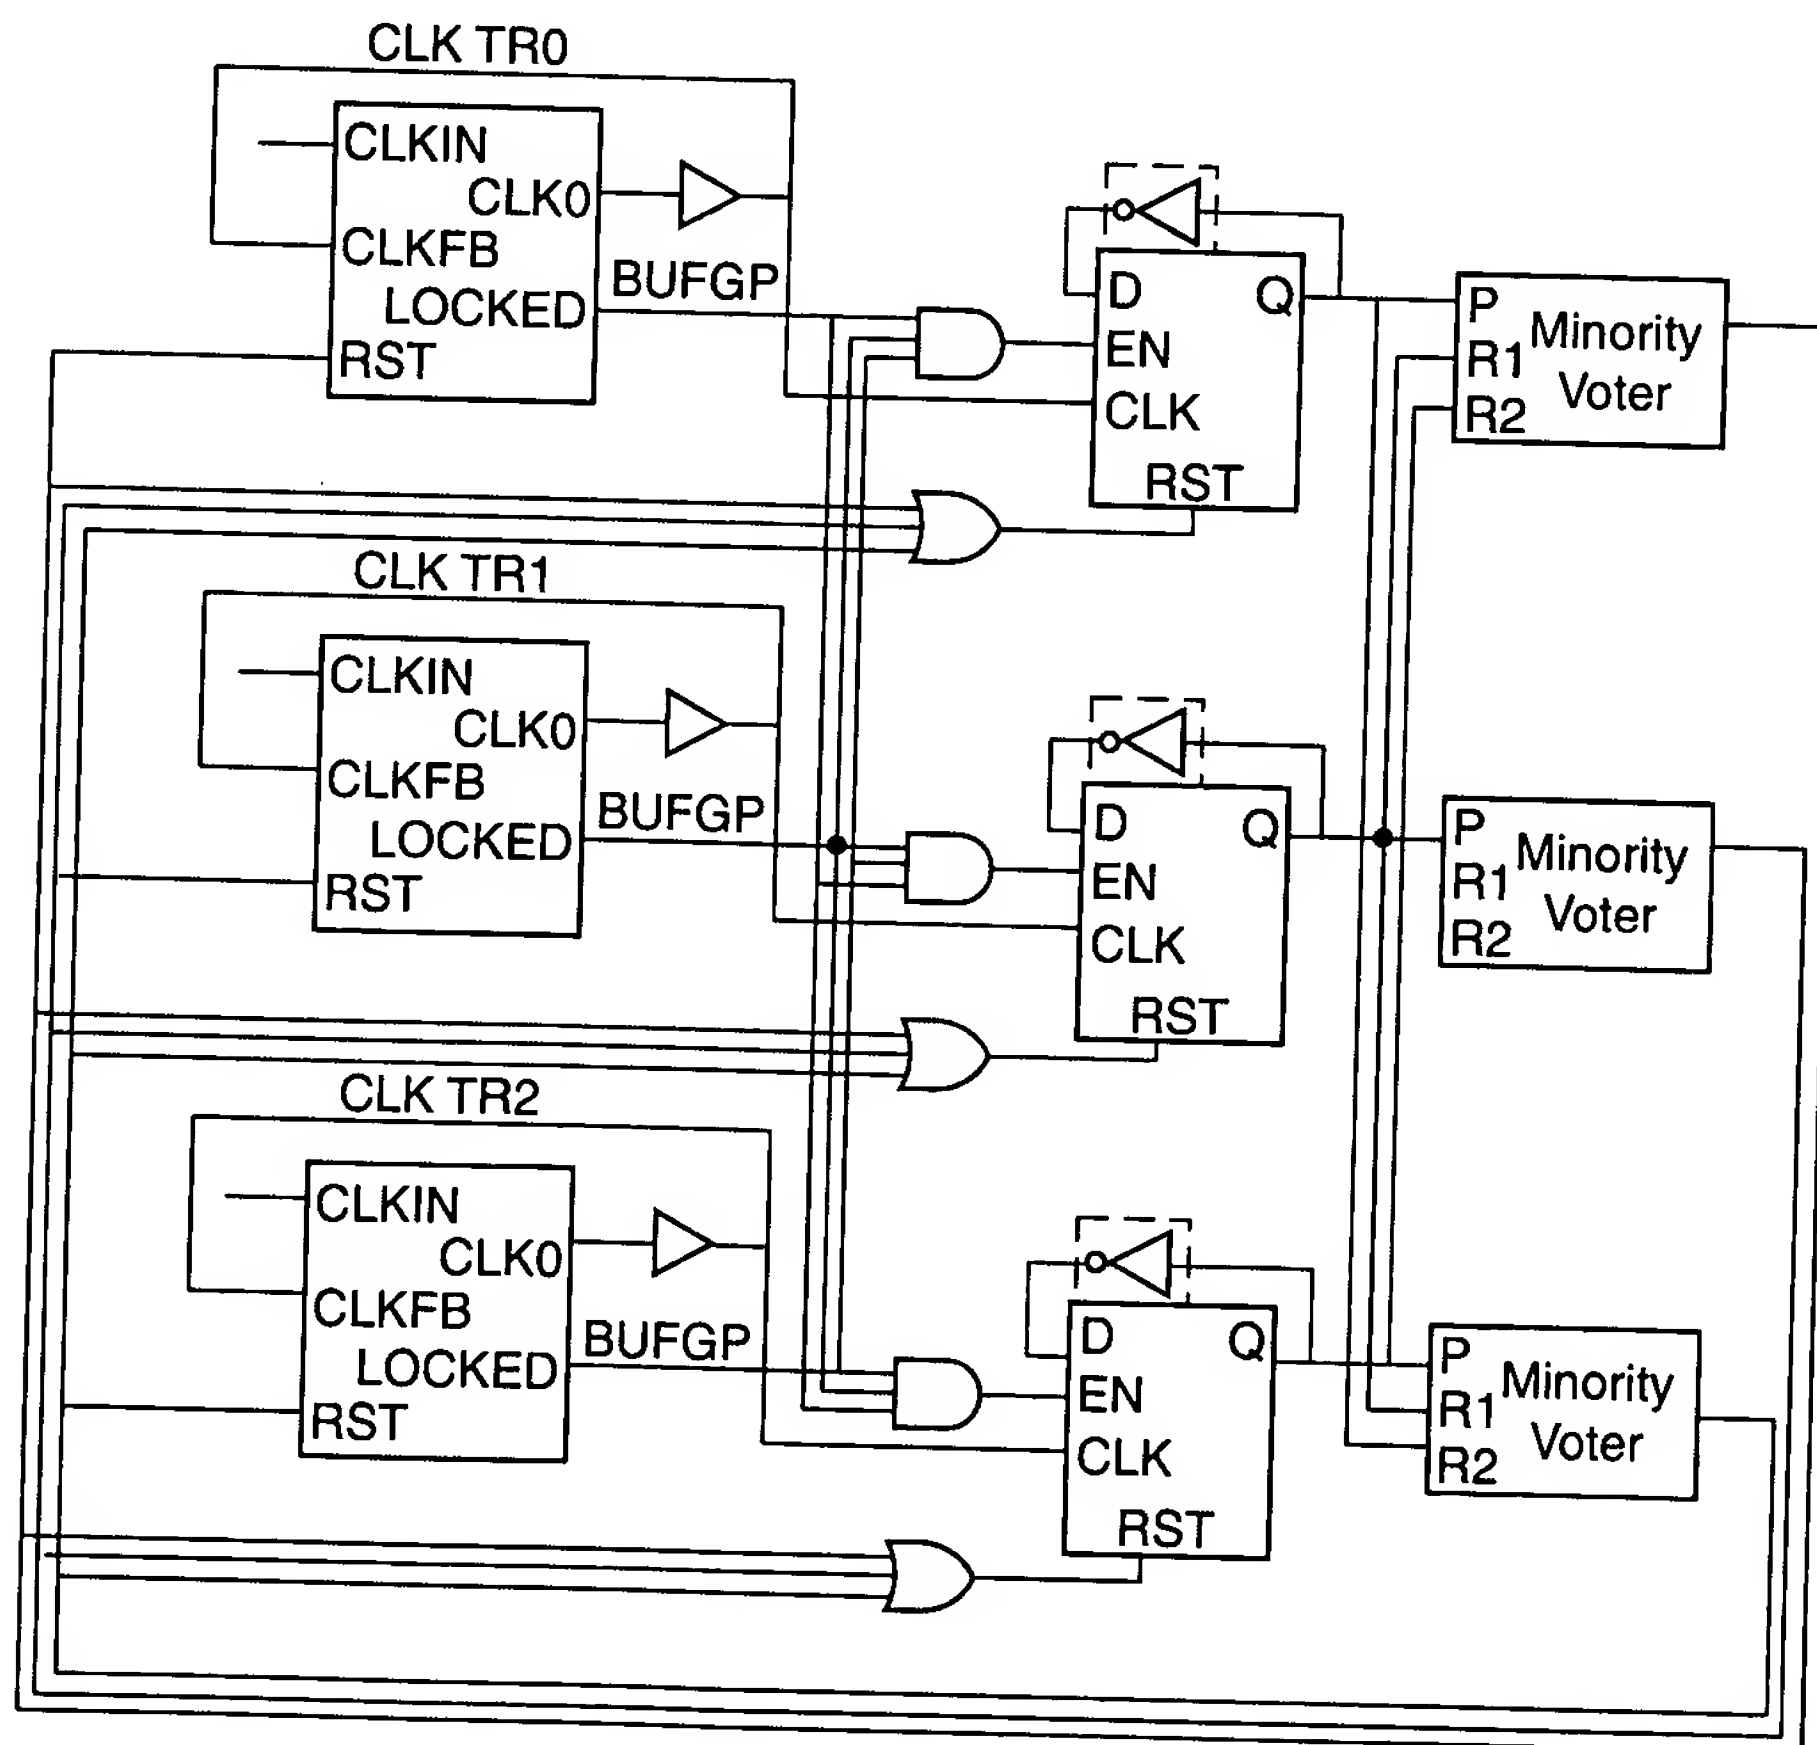 CLK TR0
CLKIN
CLK0
CLKFB
BUFGP
LOCKED
RST
D
Q
EN
CLK
RST
P
R1
R2
Minority
Voter
CLK TR1
CLKIN
CLK0
CLKFB
BUFGP
LOCKED
RST
D
Q
EN
CLK
RST
P
R1
R2
Minority
Voter
CLK TR2
CLKIN
CLK0
CLKFB
BUFGP
LOCKED
RST
D
Q
EN
CLK
RST
P
R1
R2
Minority
Voter